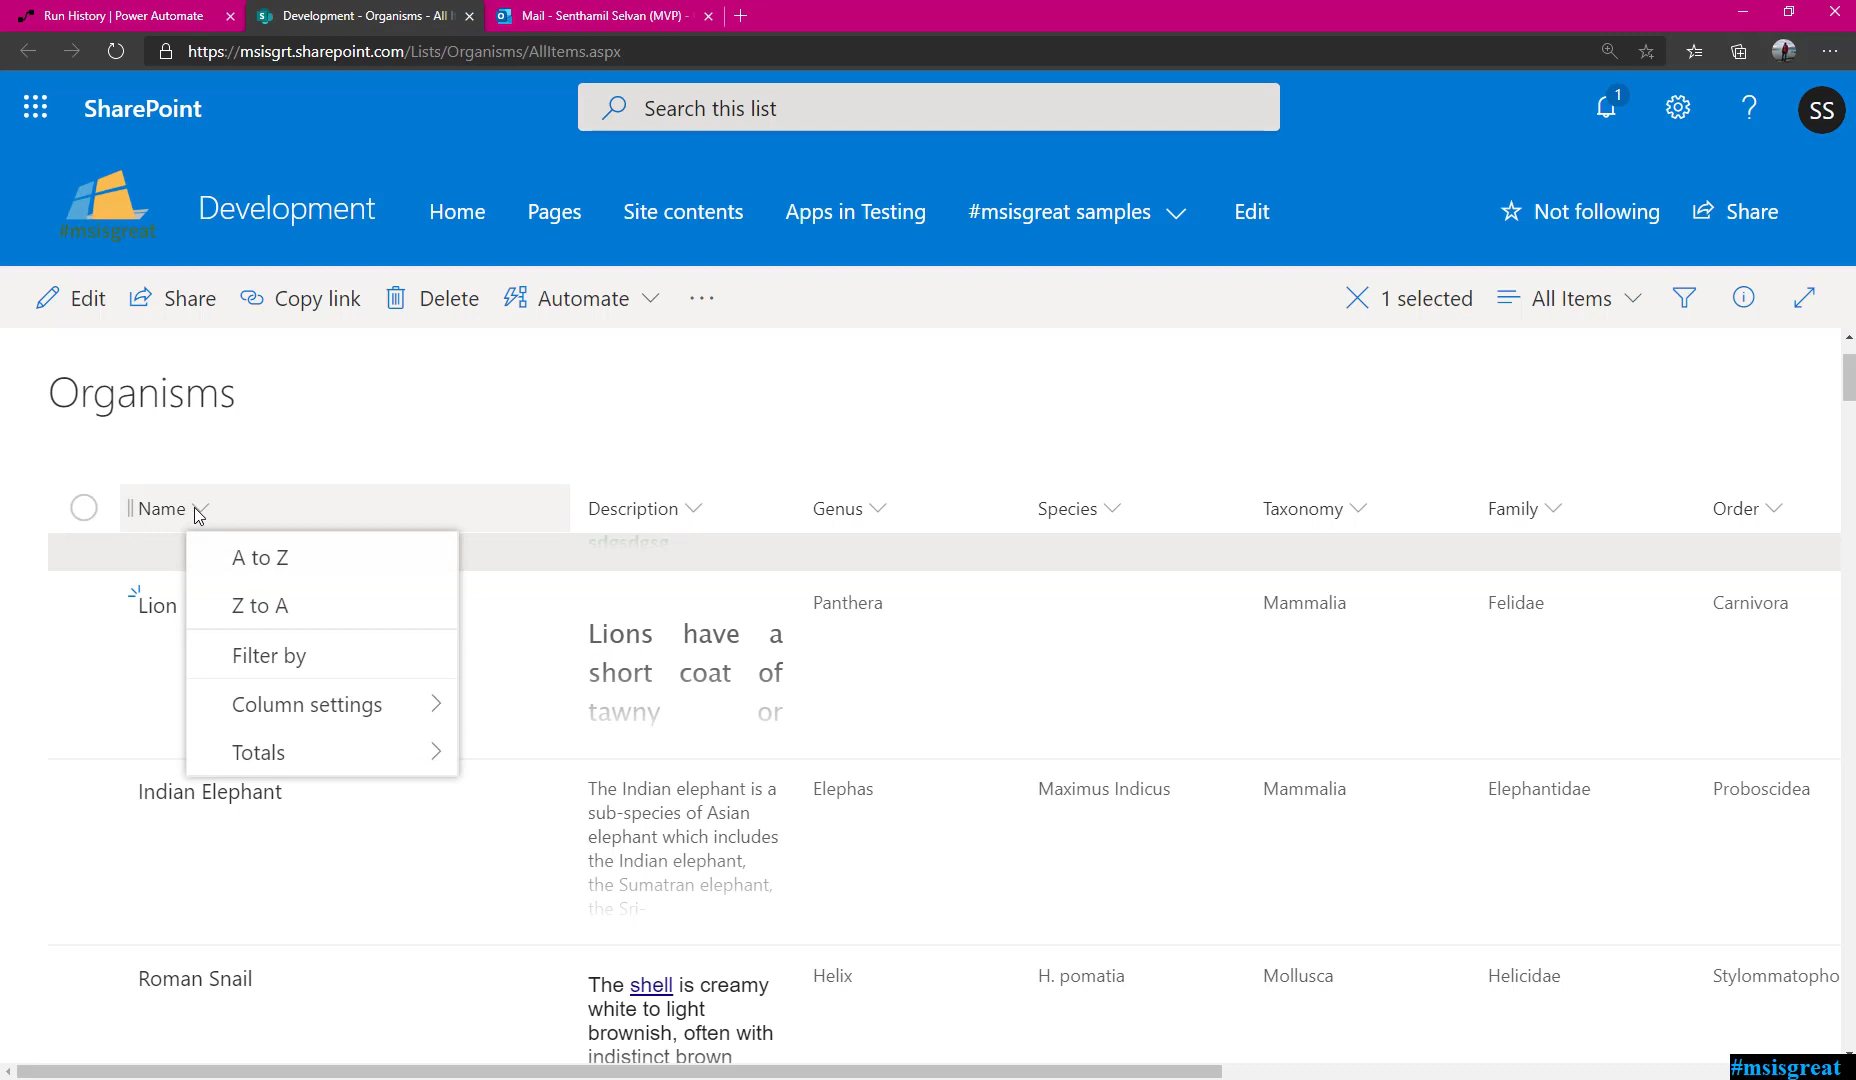 Run History | Power Automate
Development - Organisms - All I
Mail - Senthamil Selvan (MVP) -
https://msisgrt.sharepoint.com/Lists/Organisms/AllItems.aspx
SharePoint
Search this list
1
?
SS
#msisgreat
Development
Home
Pages
Site contents
Apps in Testing
#msisgreat samples
Edit
Not following
Share
Edit
Share
Copy link
Delete
Automate
...
1 selected
All Items
Organisms
Name
Description
Genus
Species
Taxonomy
Family
Order
sdgsdgsg
A to Z
Z to A
Filter by
Column settings
Totals
Lion
Lions have a
short coat of
tawny or
Panthera
Mammalia
Felidae
Carnivora
Indian Elephant
The Indian elephant is a
sub-species of Asian
elephant which includes
the Indian elephant,
the Sumatran elephant,
the Sri-
Elephas
Maximus Indicus
Mammalia
Elephantidae
Proboscidea
Roman Snail
The shell is creamy
white to light
brownish, often with
indistinct brown
Helix
H. pomatia
Mollusca
Helicidae
Stylommatopho
#msisgreat